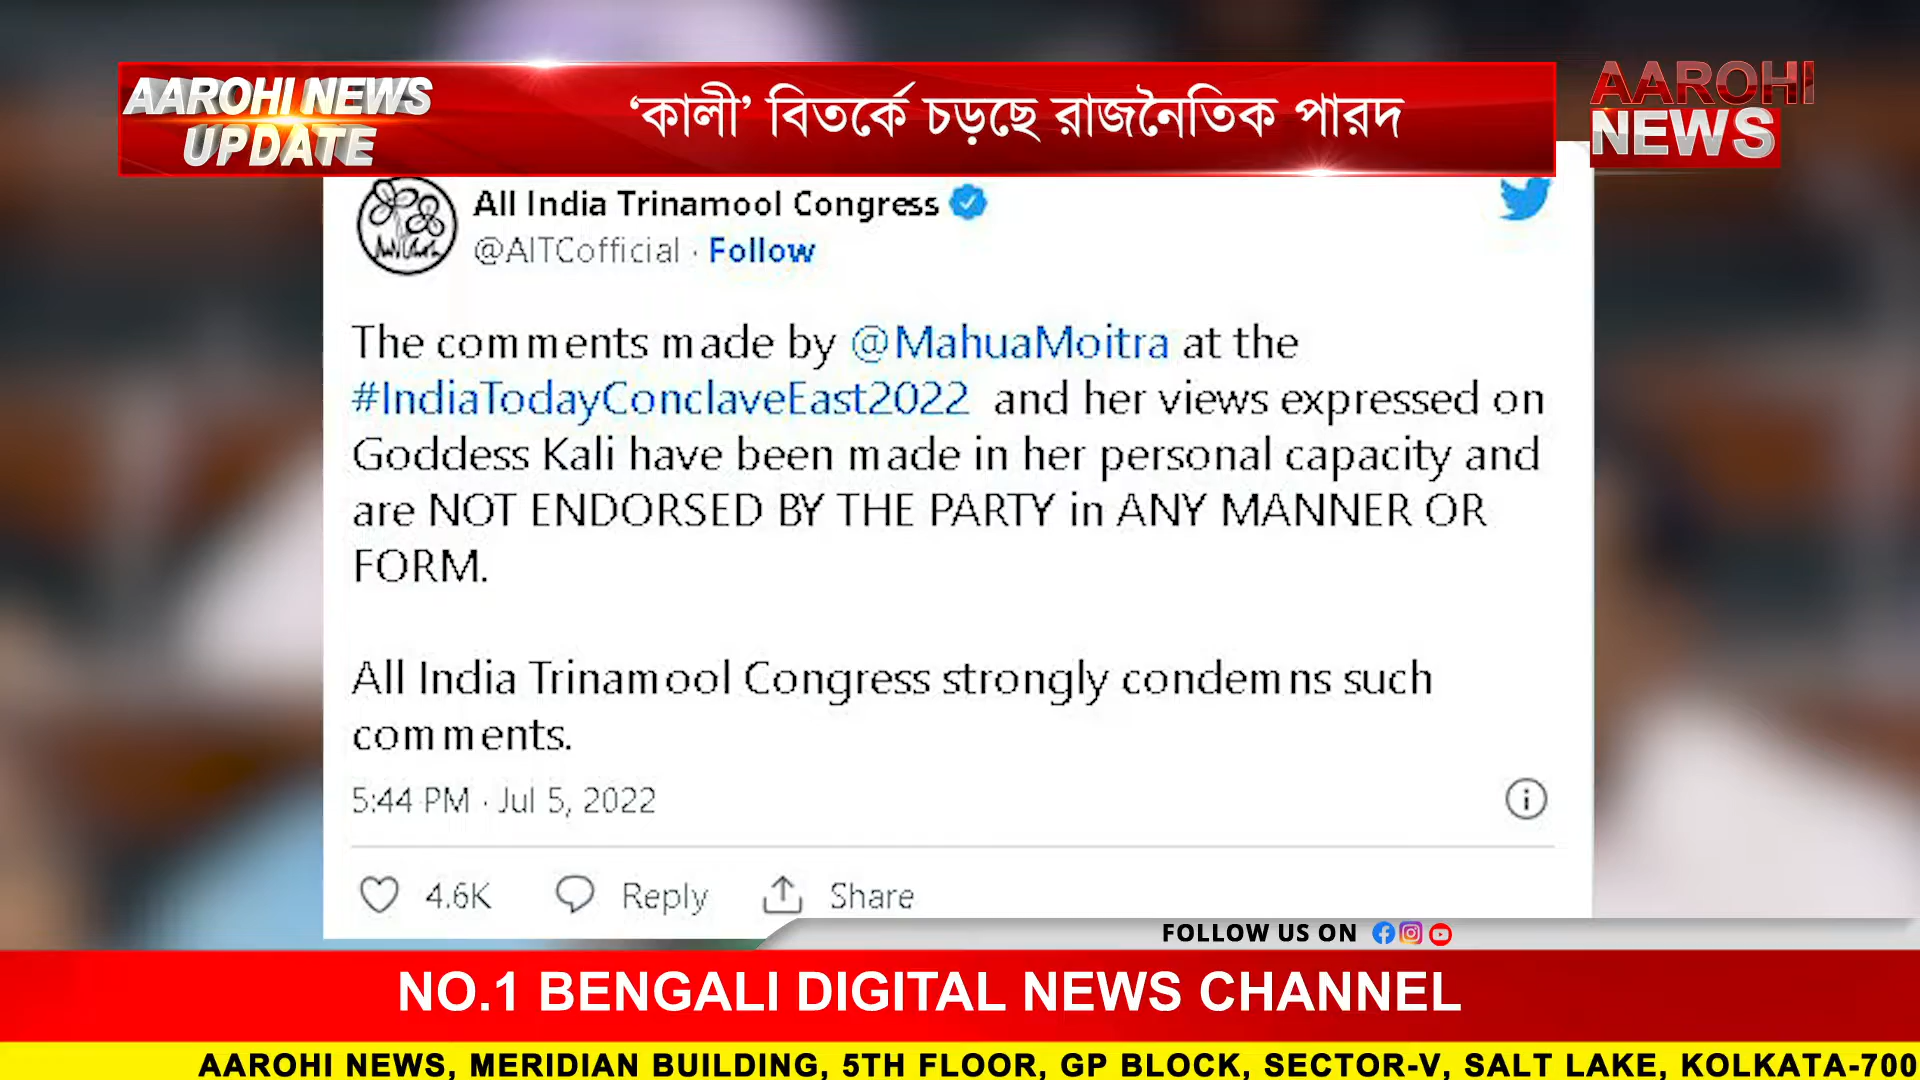 AAROHI NEWS
UPDATE
‘কালী’ বিতর্কে চড়ছে রাজনৈতিক পারদ
AAROHI
NEWS
All India Trinamool Congress
@AITCofficial · Follow
The comments made by @MahuaMoitra at the
#IndiaTodayConclaveEast2022 and her views expressed on
Goddess Kali have been made in her personal capacity and
are NOT ENDORSED BY THE PARTY in ANY MANNER OR
FORM.
All India Trinamool Congress strongly condemns such
comments.
5:44 PM · Jul 5, 2022
4.6K Reply Share
FOLLOW US ON
NO.1 BENGALI DIGITAL NEWS CHANNEL
AAROHI NEWS, MERIDIAN BUILDING, 5TH FLOOR, GP BLOCK, SECTOR-V, SALT LAKE, KOLKATA-700